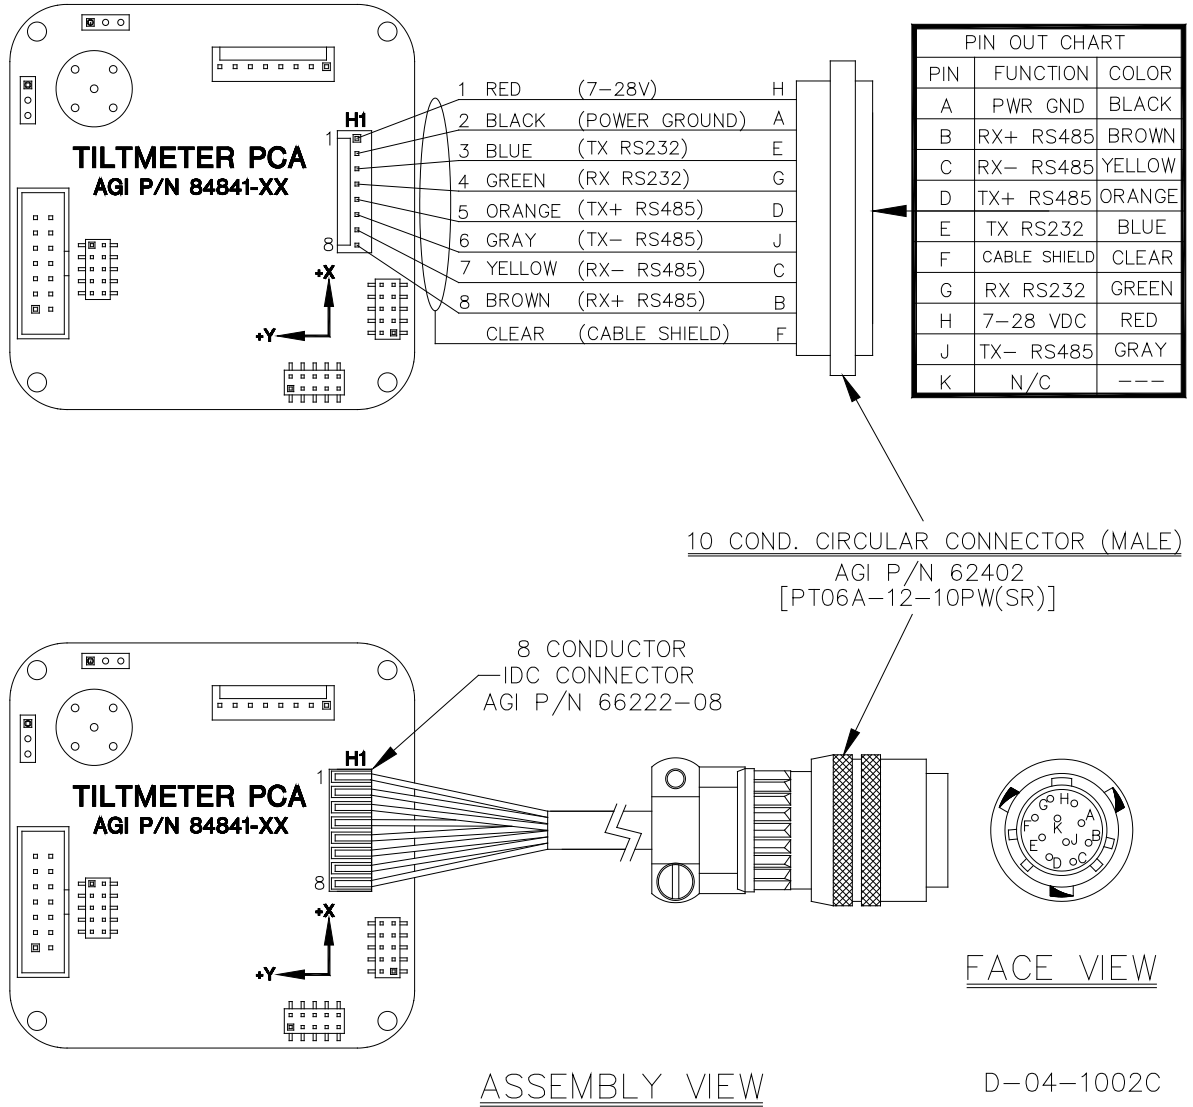 H1
1
8
TILTMETER PCA
AGI P/N 84841-XX
+X
+Y
1 RED (7-28V) H
2 BLACK (POWER GROUND) A
3 BLUE (TX RS232) E
4 GREEN (RX RS232) G
5 ORANGE (TX+ RS485) D
6 GRAY (TX- RS485) J
7 YELLOW (RX- RS485) C
8 BROWN (RX+ RS485) B
CLEAR (CABLE SHIELD) F
PIN OUT CHART
PIN FUNCTION COLOR
A PWR GND BLACK
B RX+ RS485 BROWN
C RX- RS485 YELLOW
D TX+ RS485 ORANGE
E TX RS232 BLUE
F CABLE SHIELD CLEAR
G RX RS232 GREEN
H 7-28 VDC RED
J TX- RS485 GRAY
K N/C ---
10 COND. CIRCULAR CONNECTOR (MALE)
AGI P/N 62402
[PT06A-12-10PW(SR)]
8 CONDUCTOR
IDC CONNECTOR
AGI P/N 66222-08
H1
1
8
TILTMETER PCA
AGI P/N 84841-XX
+X
+Y
G H
F K A
E J B
D C
FACE VIEW
ASSEMBLY VIEW
D-04-1002C